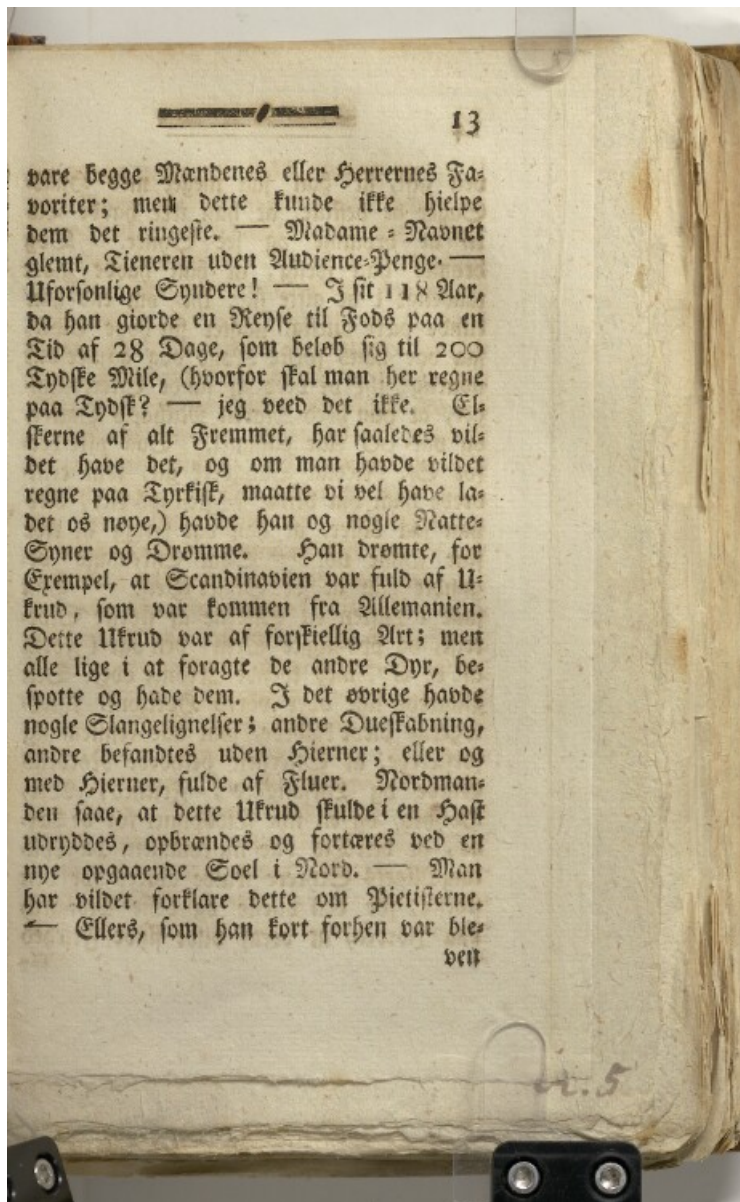 13
vare begge Mændenes eller Herrernes Fa-
voriter; men dette kunde ikke hielpe
dem det ringeste. — Madame-Navnet
glemt, Tieneren uden Audience-Penge. —
Uforsonlige Syndere! — I sit 118 Aar,
da han giorde en Reyse til Fods paa en
Tid af 28 Dage, som beløb sig til 200
Tydske Mile, (hvorfor skal man her regne
paa Tydsk? — jeg veed det ikke. El-
skerne af alt Fremmet, har saaledes vil-
det have det, og om man havde vildet
regne paa Tyrkisk, maatte vi vel have la-
det os nøye,) havde han og nogle Natte-
Syner og Drømme. Han drømte, for
Exempel, at Scandinavien var fuld af U-
krud, som var kommen fra Allemanien.
Dette Ukrud var af forskiellig Art; men
alle lige i at foragte de andre Dyr, be-
spotte og hade dem. I det øvrige havde
nogle Slangelignelser; andre Dueskabning,
andre befandtes uden Hierner; eller og
med Hierner, fulde af Fluer. Nordman-
den saae, at dette Ukrud skulde i en Hast
udryddes, opbrændes og fortæres ved en
nye opgaaende Soel i Nord. — Man
har vildet forklare dette om Pietisterne.
— Ellers, som han kort forhen var ble-
ven